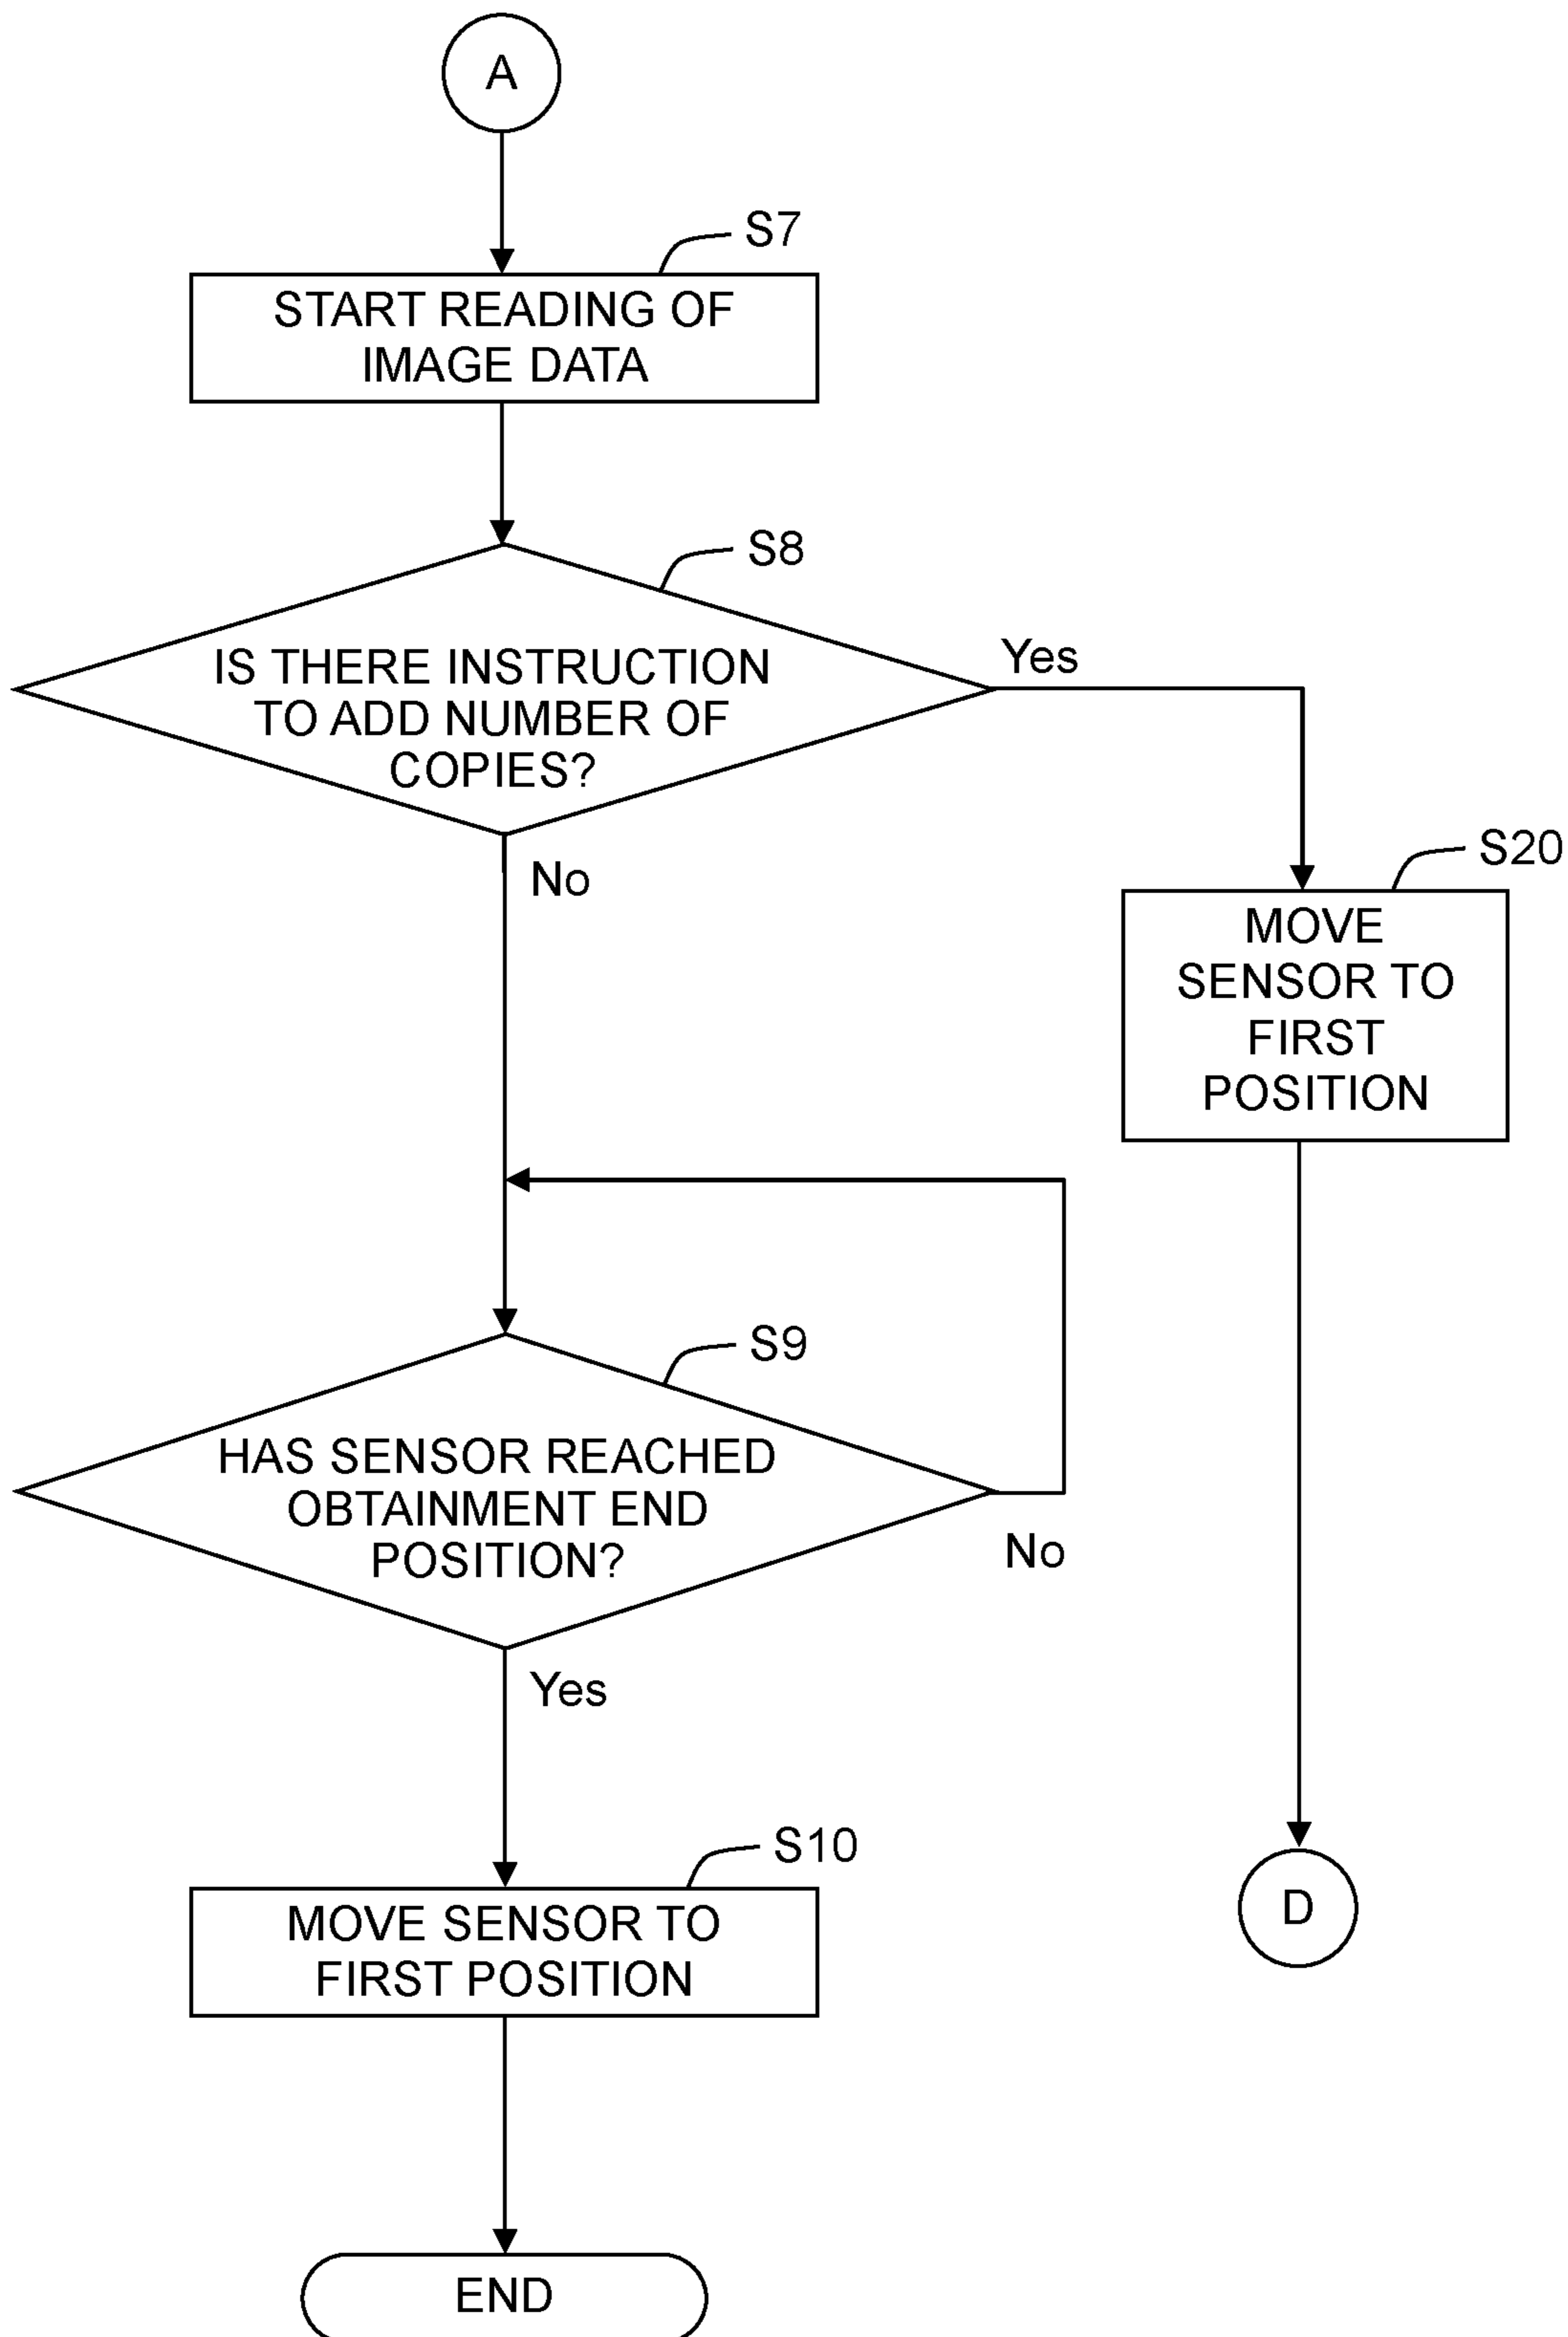 A
S7
START READING OF
IMAGE DATA
S8
IS THERE INSTRUCTION
TO ADD NUMBER OF
COPIES?
Yes
No
S20
MOVE
SENSOR TO
FIRST
POSITION
S9
HAS SENSOR REACHED
OBTAINMENT END
POSITION?
No
Yes
S10
MOVE SENSOR TO
FIRST POSITION
D
END